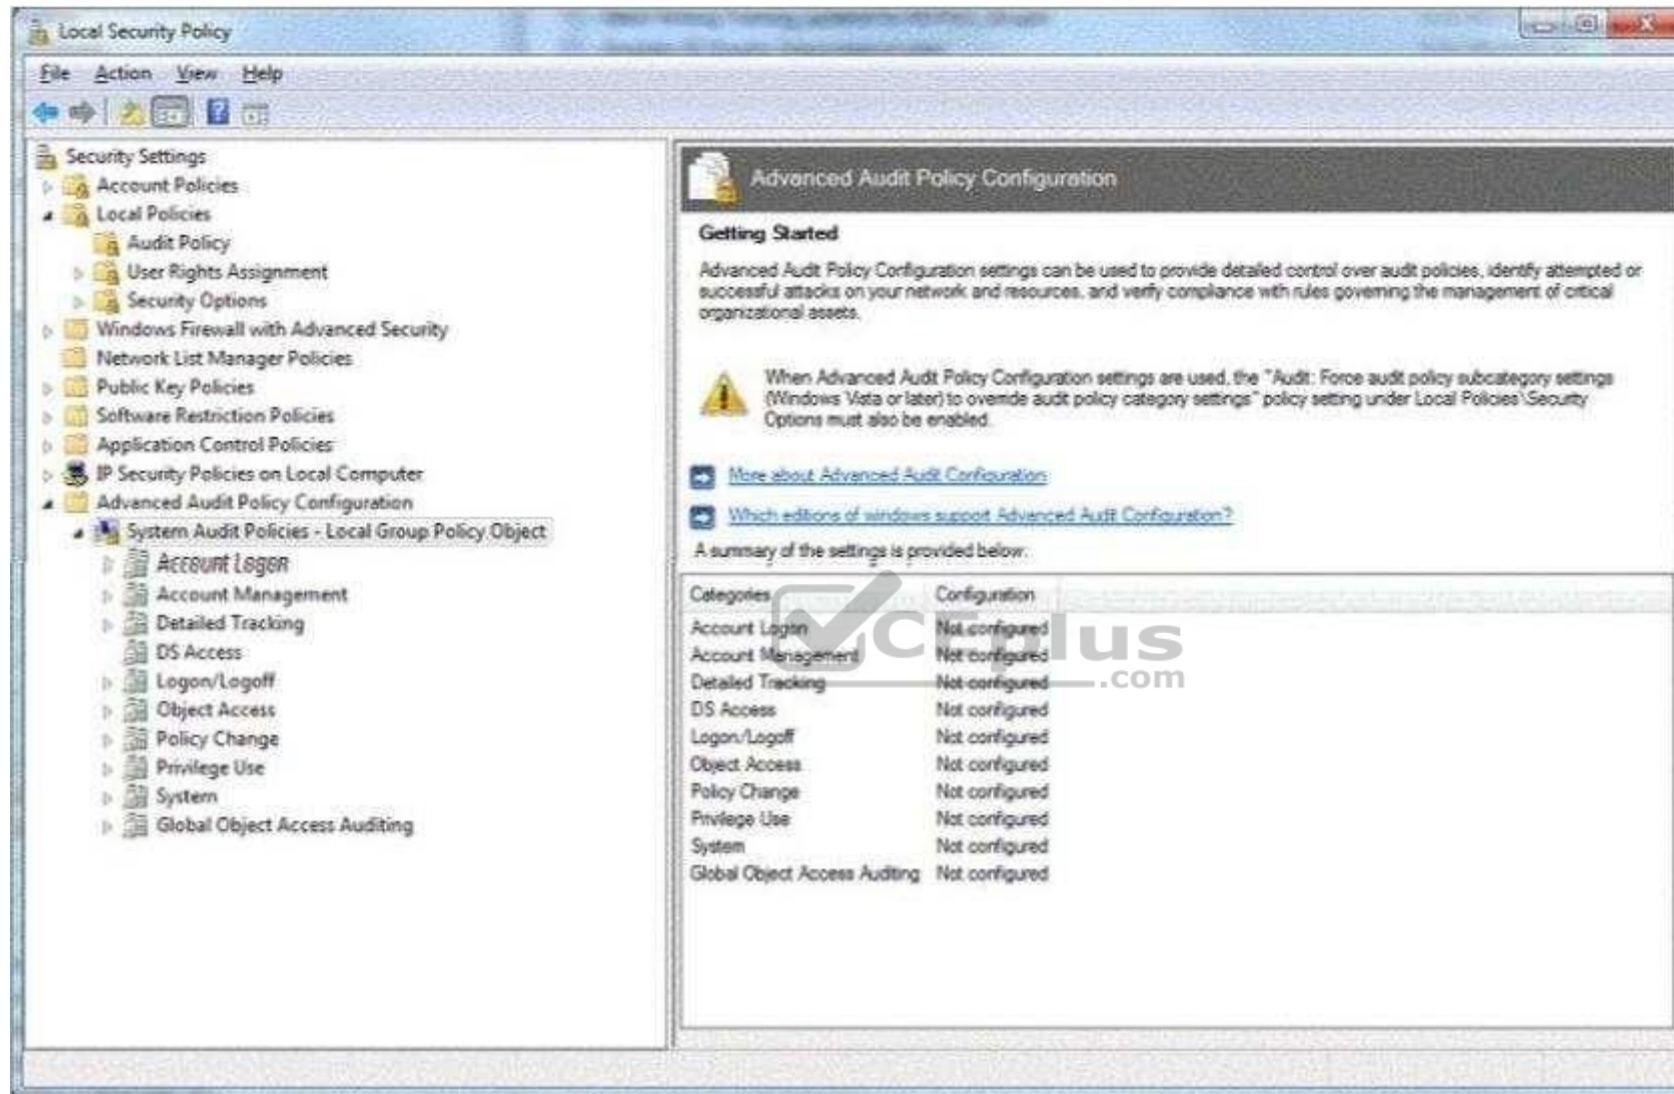 Local Security Policy
File Action View Help
Security Settings
Account Policies
Local Policies
Audit Policy
User Rights Assignment
Security Options
Windows Firewall with Advanced Security
Network List Manager Policies
Public Key Policies
Software Restriction Policies
Application Control Policies
IP Security Policies on Local Computer
Advanced Audit Policy Configuration
System Audit Policies - Local Group Policy Object
Account Logon
Account Management
Detailed Tracking
DS Access
Logon/Logoff
Object Access
Policy Change
Privilege Use
System
Global Object Access Auditing
Advanced Audit Policy Configuration
Getting Started
Advanced Audit Policy Configuration settings can be used to provide detailed control over audit policies, identify attempted or
successful attacks on your network and resources, and verify compliance with rules governing the management of critical
organizational assets.
When Advanced Audit Policy Configuration settings are used, the "Audit: Force audit policy subcategory settings
(Windows Vista or later) to override audit policy category settings" policy setting under Local Policies\Security
Options must also be enabled.
More about Advanced Audit Configuration
Which editions of windows support Advanced Audit Configuration?
A summary of the settings is provided below:
Categories Configuration
Account Logon Not configured
Account Management Not configured
Detailed Tracking Not configured
DS Access Not configured
Logon/Logoff Not configured
Object Access Not configured
Policy Change Not configured
Privilege Use Not configured
System Not configured
Global Object Access Auditing Not configured
CEplus
.com